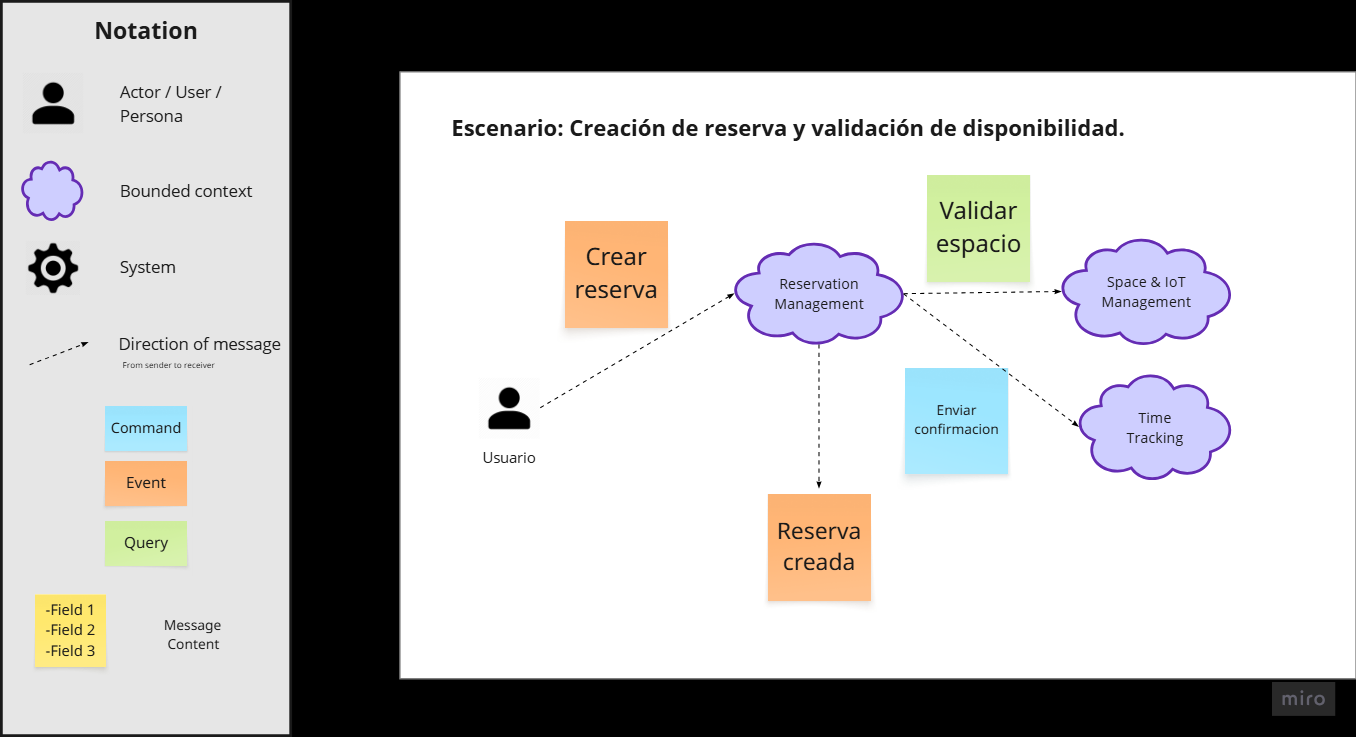 Notation
Actor / User /
Persona
Bounded context
System
Direction of message
From sender to receiver
Command
Event
Query
-Field 1
-Field 2
-Field 3
Message
Content
Escenario: Creación de reserva y validación de disponibilidad.
Crear
reserva
Usuario
Reservation
Management
Validar
espacio
Space & IoT
Management
Enviar
confirmacion
Time
Tracking
Reserva
creada
miro